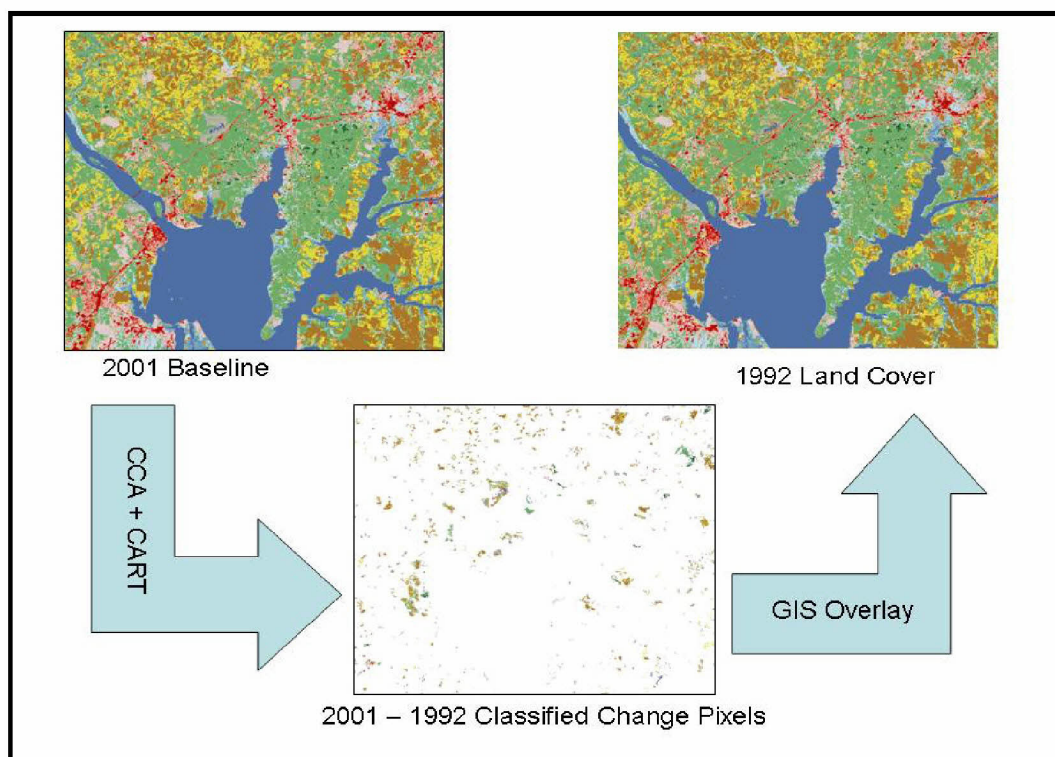 2001 Baseline
1992 Land Cover
CCA + CART
GIS Overlay
2001 – 1992 Classified Change Pixels